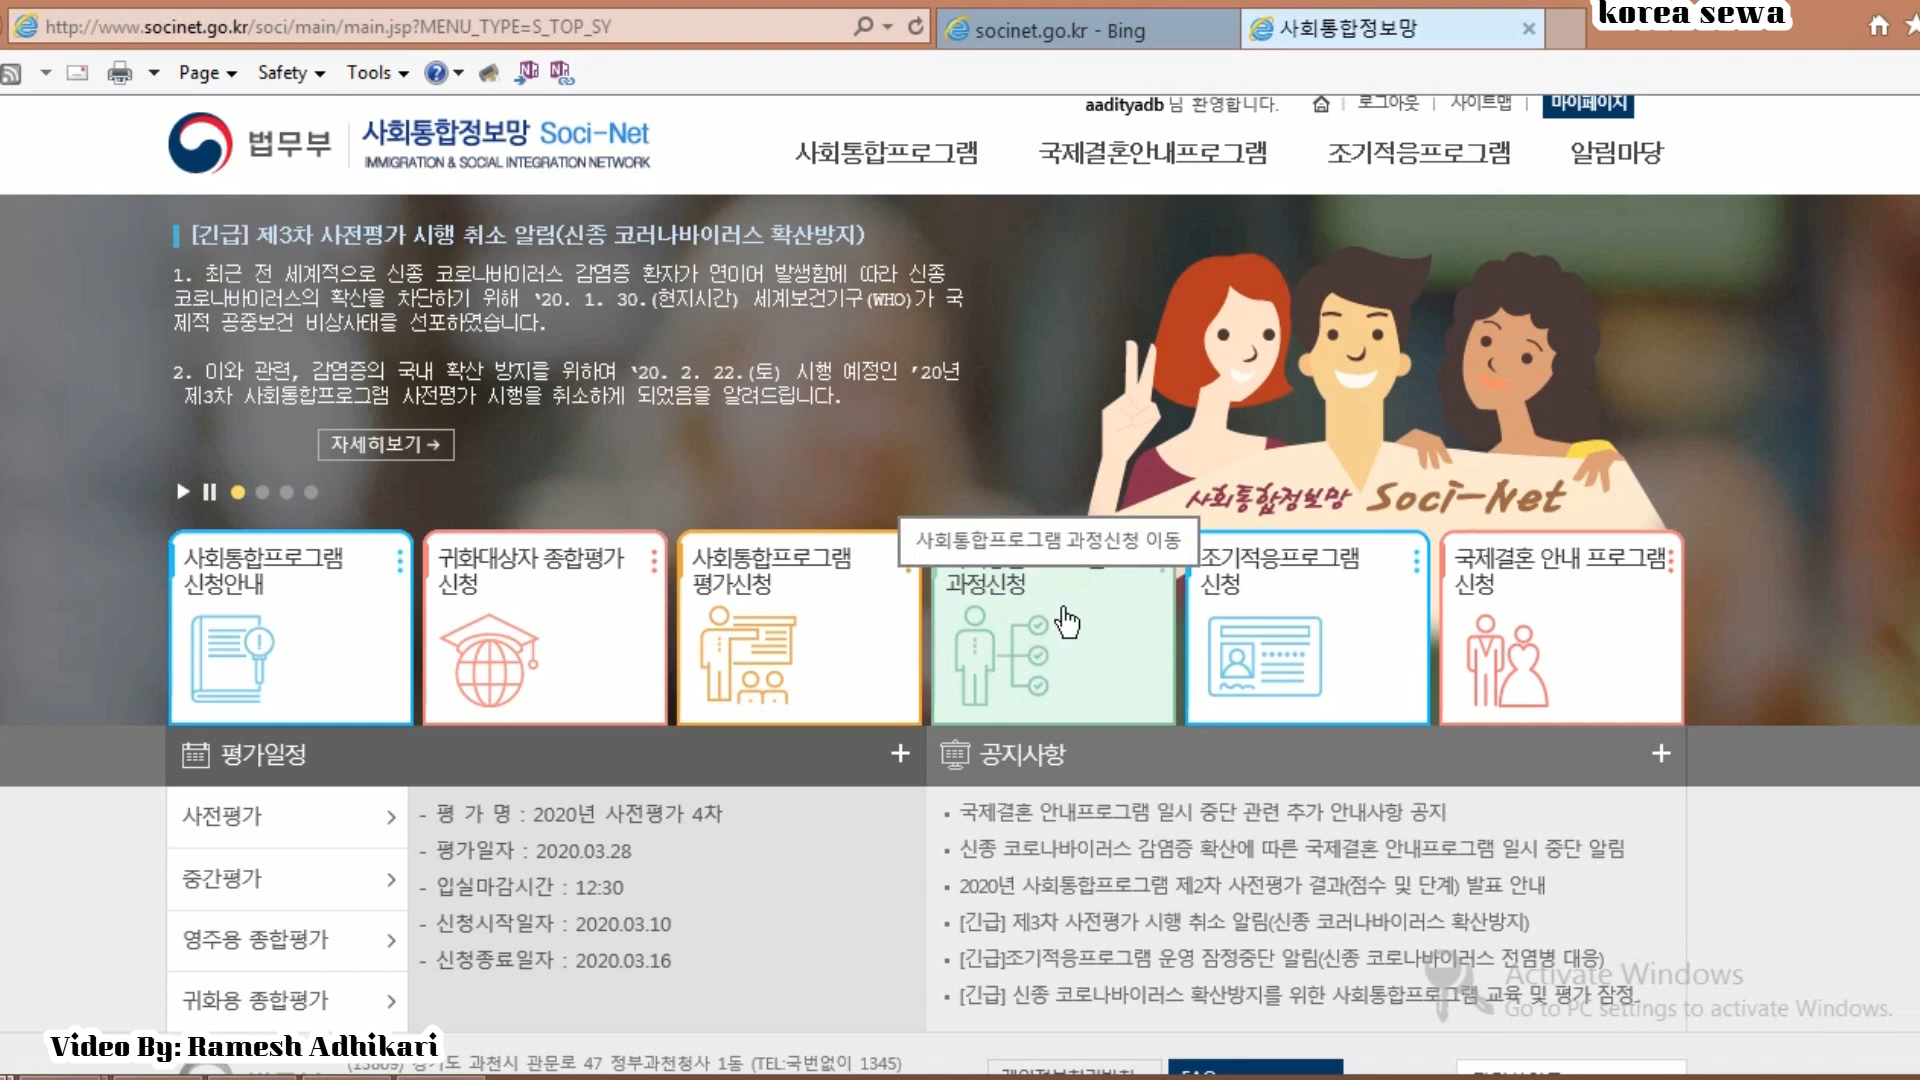 korea sewa
http://www.socinet.go.kr/soci/main/main.jsp?MENU_TYPE=S_TOP_SY
socinet.go.kr - Bing
사회통합정보망
Page
Safety
Tools
aadityadb 님 환영합니다.
로그아웃
사이트맵
마이페이지
법무부
사회통합정보망 Soci-Net
IMMIGRATION & SOCIAL INTEGRATION NETWORK
사회통합프로그램
국제결혼안내프로그램
조기적응프로그램
알림마당
[긴급] 제3차 사전평가 시행 취소 알림(신종 코러나바이러스 확산방지)
1. 최근 전 세계적으로 신종 코로나바이러스 감염증 환자가 연이어 발생함에 따라 신종
코로나바이러스의 확산을 차단하기 위해 '20. 1. 30.(현지시간) 세계보건기구(WHO)가 국
제적 공중보건 비상사태를 선포하였습니다.
2. 이와 관련, 감염증의 국내 확산 방지를 위하며 '20. 2. 22.(토) 시행 예정인 '20년
제3차 사회통합프로그램 사전평가 시행을 취소하게 되었음을 알려드립니다.
자세히보기→
사회통합정보망 Soci-Net
사회통합프로그램 과정신청 이동
사회통합프로그램
신청안내
귀화대상자 종합평가
신청
사회통합프로그램
평가신청
과정신청
조기적응프로그램
신청
국제결혼 안내 프로그램
신청
평가일정
공지사항
사전평가
중간평가
영주용 종합평가
귀화용 종합평가
- 평 가 명 : 2020년 사전평가 4차
- 평가일자 : 2020.03.28
- 입실마감시간 : 12:30
- 신청시작일자 : 2020.03.10
- 신청종료일자 : 2020.03.16
국제결혼 안내프로그램 일시 중단 관련 추가 안내사항 공지
신종 코로나바이러스 감염증 확산에 따른 국제결혼 안내프로그램 일시 중단 알림
2020년 사회통합프로그램 제2차 사전평가 결과(점수 및 단계) 발표 안내
[긴급] 제3차 사전평가 시행 취소 알림(신종 코러나바이러스 확산방지)
[긴급]조기적응프로그램 운영 잠정중단 알림(신종 코로나바이러스 전염병 대응)
[긴급] 신종 코로나바이러스 확산방지를 위한 사회통합프로그램 교육 및 평가 잠정..
Activate Windows
Go to PC settings to activate Windows.
Video By: Ramesh Adhikari
(13809) 경기도 과천시 관문로 47 정부과천청사 1동 (TEL:국번없이 1345)